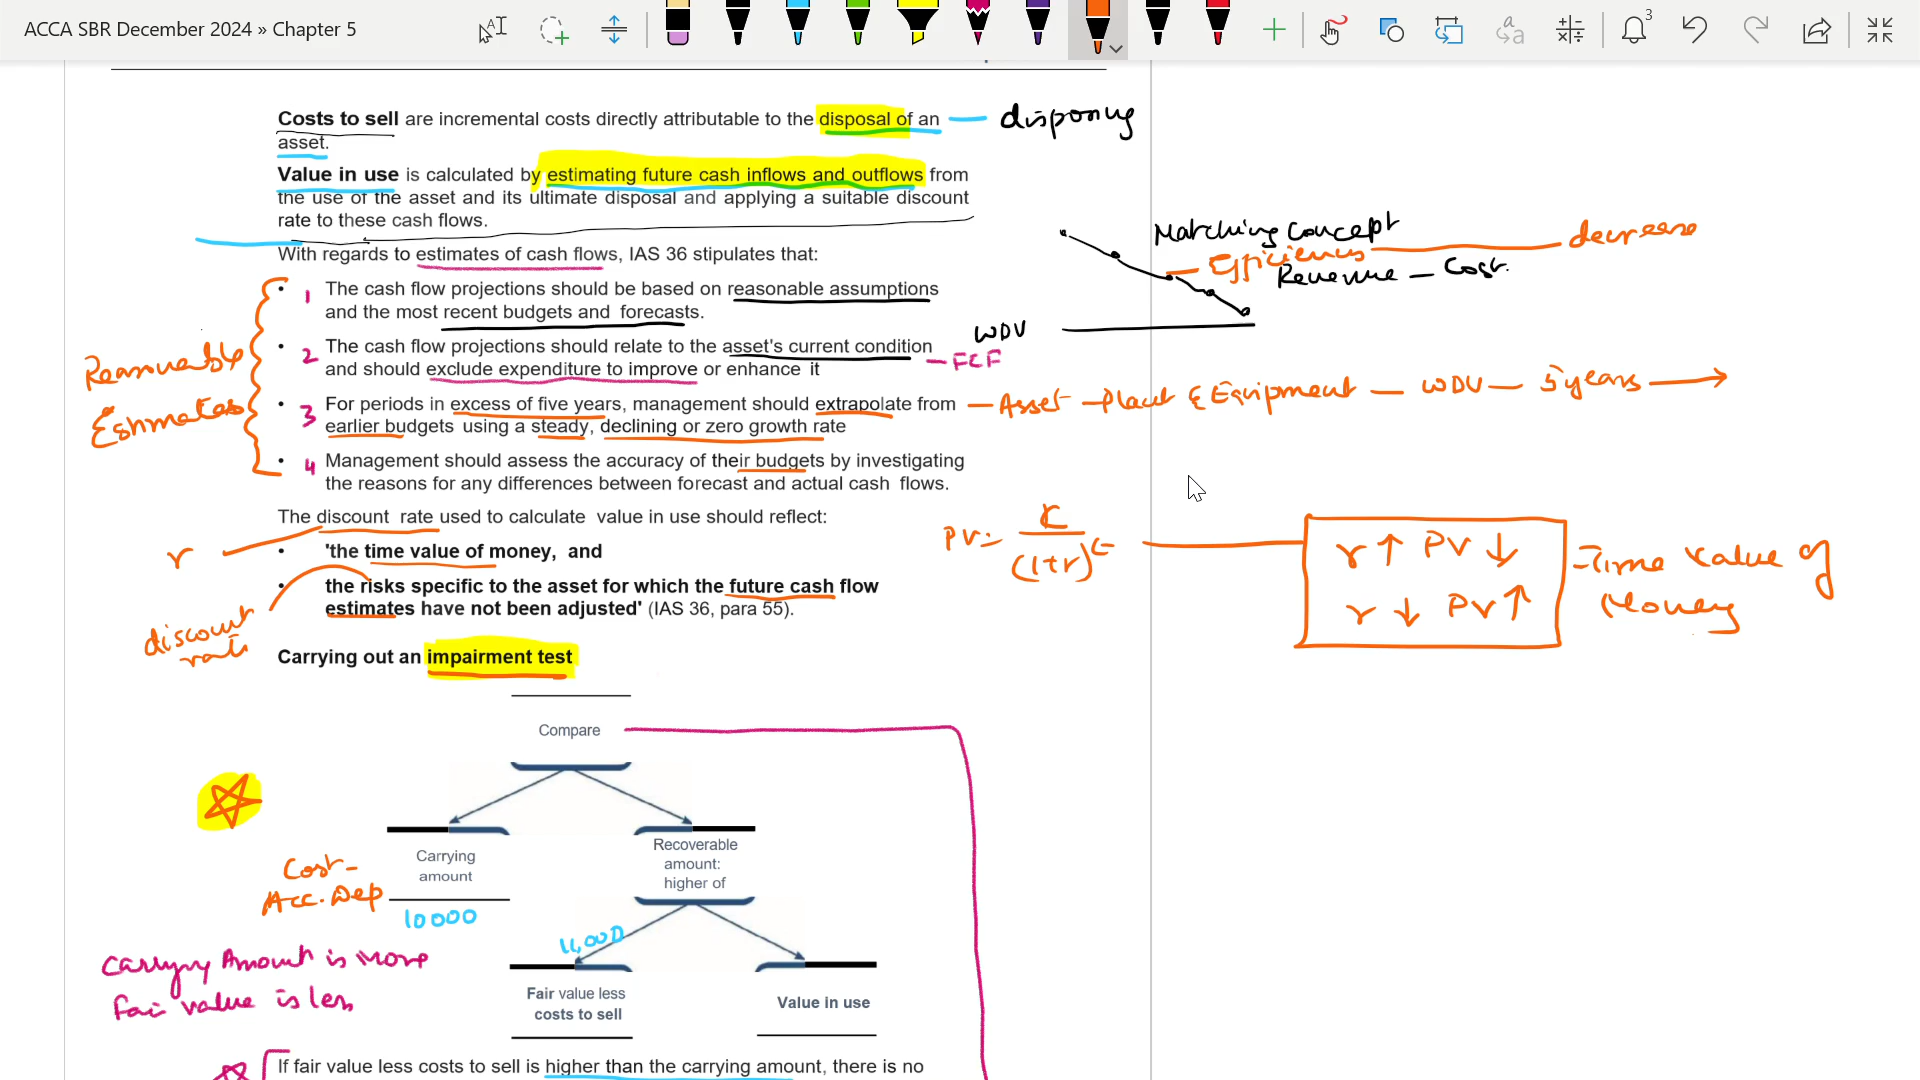 ACCA SBR December 2024 » Chapter 5
3
Costs to sell are incremental costs directly attributable to the disposal of an
asset.
disposing
Value in use is calculated by estimating future cash inflows and outflows from
the use of the asset and its ultimate disposal and applying a suitable discount
rate to these cash flows.
Matching Concept
Efficiency decrease
Revenue - Cost.
WDV
With regards to estimates of cash flows, IAS 36 stipulates that:
• 1 The cash flow projections should be based on reasonable assumptions
and the most recent budgets and forecasts.
• 2 The cash flow projections should relate to the asset's current condition
and should exclude expenditure to improve or enhance it
- FCF
• 3 For periods in excess of five years, management should extrapolate from
earlier budgets using a steady, declining or zero growth rate
- Asset - Plant & Equipment - WDV - 5 years
• 4 Management should assess the accuracy of their budgets by investigating
the reasons for any differences between forecast and actual cash flows.
Reasonable
Estimates
The discount rate used to calculate value in use should reflect:
r
• 'the time value of money, and
• the risks specific to the asset for which the future cash flow
estimates have not been adjusted' (IAS 36, para 55).
discount
rate
PV =
(1+r)
r ↑ PV ↓
r ↓ PV ↑
- Time value of
Money
Carrying out an impairment test
Compare
Carrying
amount
Cost -
Acc. Dep
10000
Recoverable
amount:
higher of
11,000
Fair value less
costs to sell
Value in use
Carrying Amount is More
Fair value is less
If fair value less costs to sell is higher than the carrying amount, there is no